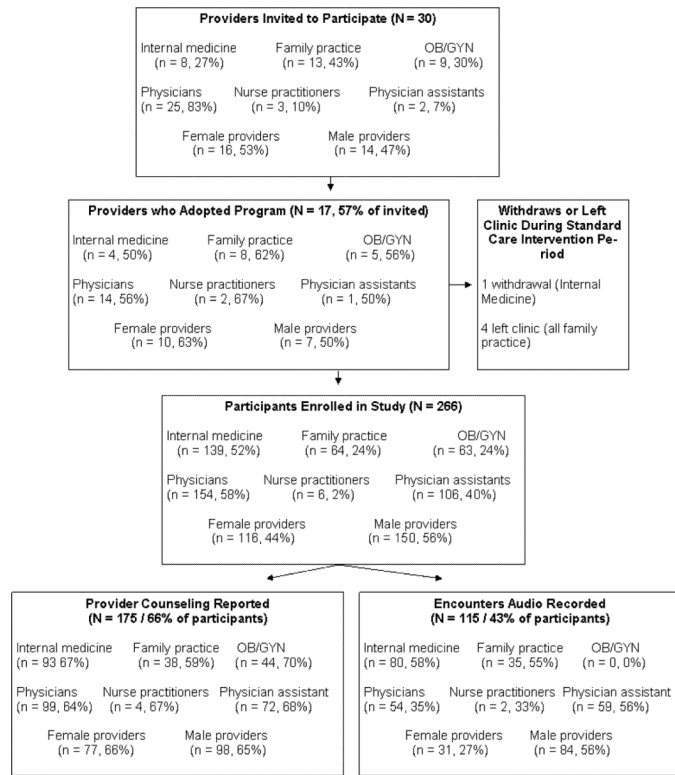 Providers Invited to Participate (N = 30)
Internal medicine Family practice OB/GYN
(n = 8, 27%) (n = 13, 43%) (n = 9, 30%)
Physicians Nurse practitioners Physician assistants
(n = 25, 83%) (n = 3, 10%) (n = 2, 7%)
Female providers Male providers
(n = 16, 53%) (n = 14, 47%)
Providers who Adopted Program (N = 17, 57% of invited)
Internal medicine Family practice OB/GYN
(n = 4, 50%) (n = 8, 62%) (n = 5, 56%)
Physicians Nurse practitioners Physician assistants
(n = 14, 56%) (n = 2, 67%) (n = 1, 50%)
Female providers Male providers
(n = 10, 63%) (n = 7, 50%)
Withdraws or Left
Clinic During Standard
Care Intervention Pe-
riod
1 withdrawal (Internal
Medicine)
4 left clinic (all family
practice)
Participants Enrolled in Study (N = 266)
Internal medicine Family practice OB/GYN
(n = 139, 52%) (n = 64, 24%) (n = 63, 24%)
Physicians Nurse practitioners Physician assistants
(n = 154, 58%) (n = 6, 2%) (n = 106, 40%)
Female providers Male providers
(n = 116, 44%) (n = 150, 56%)
Provider Counseling Reported
(N = 175 / 66% of participants)
Internal medicine Family practice OB/GYN
(n = 93 67%) (n = 38, 59%) (n = 44, 70%)
Physicians Nurse practitioners Physician assistant
(n = 99, 64%) (n = 4, 67%) (n = 72, 68%)
Female providers Male providers
(n = 77, 66%) (n = 98, 65%)
Encounters Audio Recorded
(N = 115 / 43% of participants)
Internal medicine Family practice OB/GYN
(n = 80, 58%) (n = 35, 55%) (n = 0, 0%)
Physicians Nurse practitioners Physician assistant
(n = 54, 35%) (n = 2, 33%) (n = 59, 56%)
Female providers Male providers
(n = 31, 27%) (n = 84, 56%)